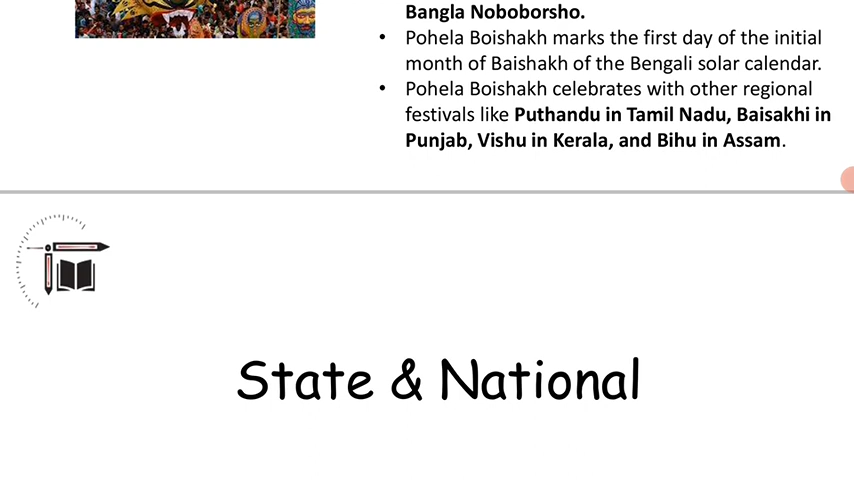 Bangla Noboborsho.
• Pohela Boishakh marks the first day of the initial
month of Baishakh of the Bengali solar calendar.
• Pohela Boishakh celebrates with other regional
festivals like Puthandu in Tamil Nadu, Baisakhi in
Punjab, Vishu in Kerala, and Bihu in Assam.
State & National